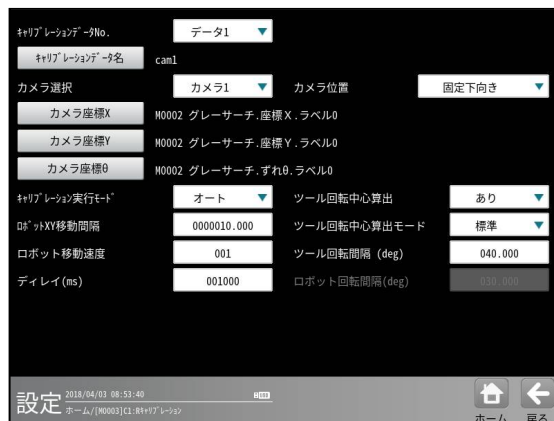 ｷｬﾘﾌﾞﾚｰｼｮﾝﾃﾞｰﾀNo. データ1
ｷｬﾘﾌﾞﾚｰｼｮﾝﾃﾞｰﾀ名 cam1
カメラ選択 カメラ1 カメラ位置 固定下向き
カメラ座標X M0002 グレーサーチ.座標X.ラベル0
カメラ座標Y M0002 グレーサーチ.座標Y.ラベル0
カメラ座標θ M0002 グレーサーチ.ずれθ.ラベル0
ｷｬﾘﾌﾞﾚｰｼｮﾝ実行ﾓｰﾄﾞ オート ツール回転中心算出 あり
ﾛﾎﾞｯﾄXY移動間隔 0000010.000 ツール回転中心算出モード 標準
ロボット移動速度 001 ツール回転間隔 (deg) 040.000
ディレイ(ms) 001000 ロボット回転間隔(deg) 030.000
設定 2018/04/03 08:53:40
ホーム/[M0003]C1:Rｷｬﾘﾌﾞﾚｰｼｮﾝ
ホーム 戻る